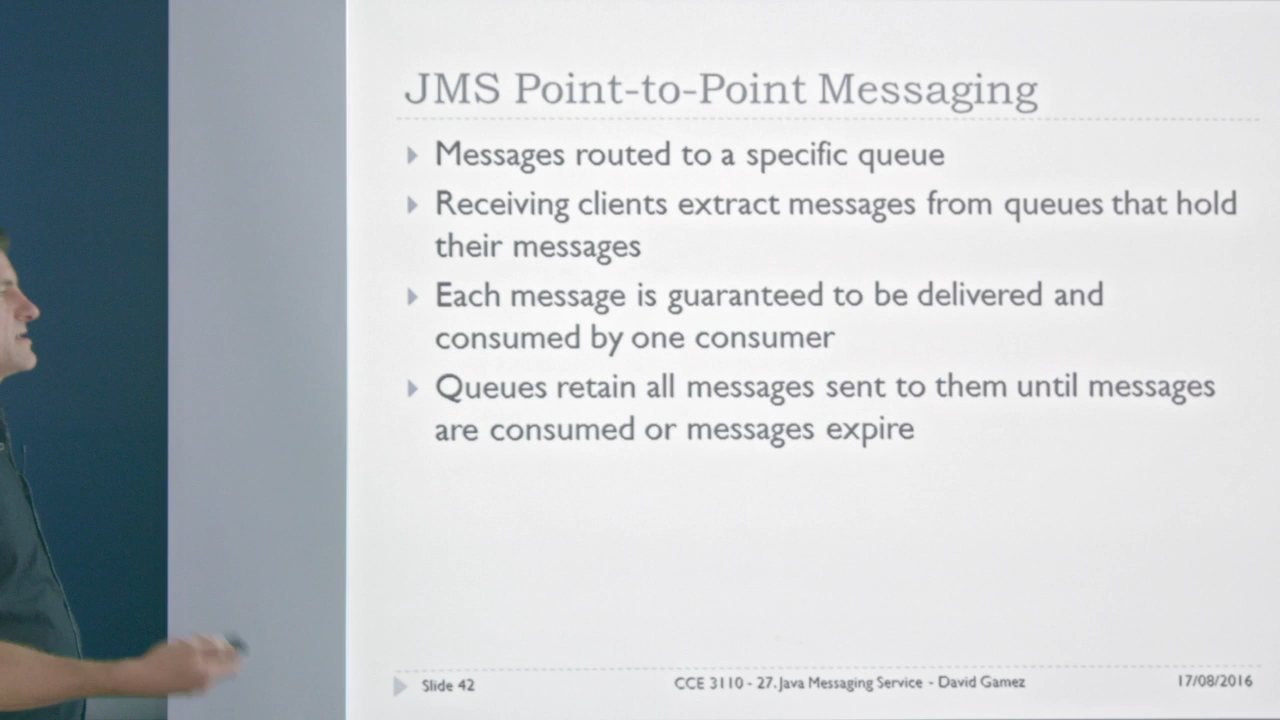 JMS Point-to-Point Messaging
Messages routed to a specific queue
Receiving clients extract messages from queues that hold
their messages
Each message is guaranteed to be delivered and
consumed by one consumer
Queues retain all messages sent to them until messages
are consumed or messages expire
Slide 42
CCE 3110 - 27. Java Messaging Service - David Gamez
17/08/2016